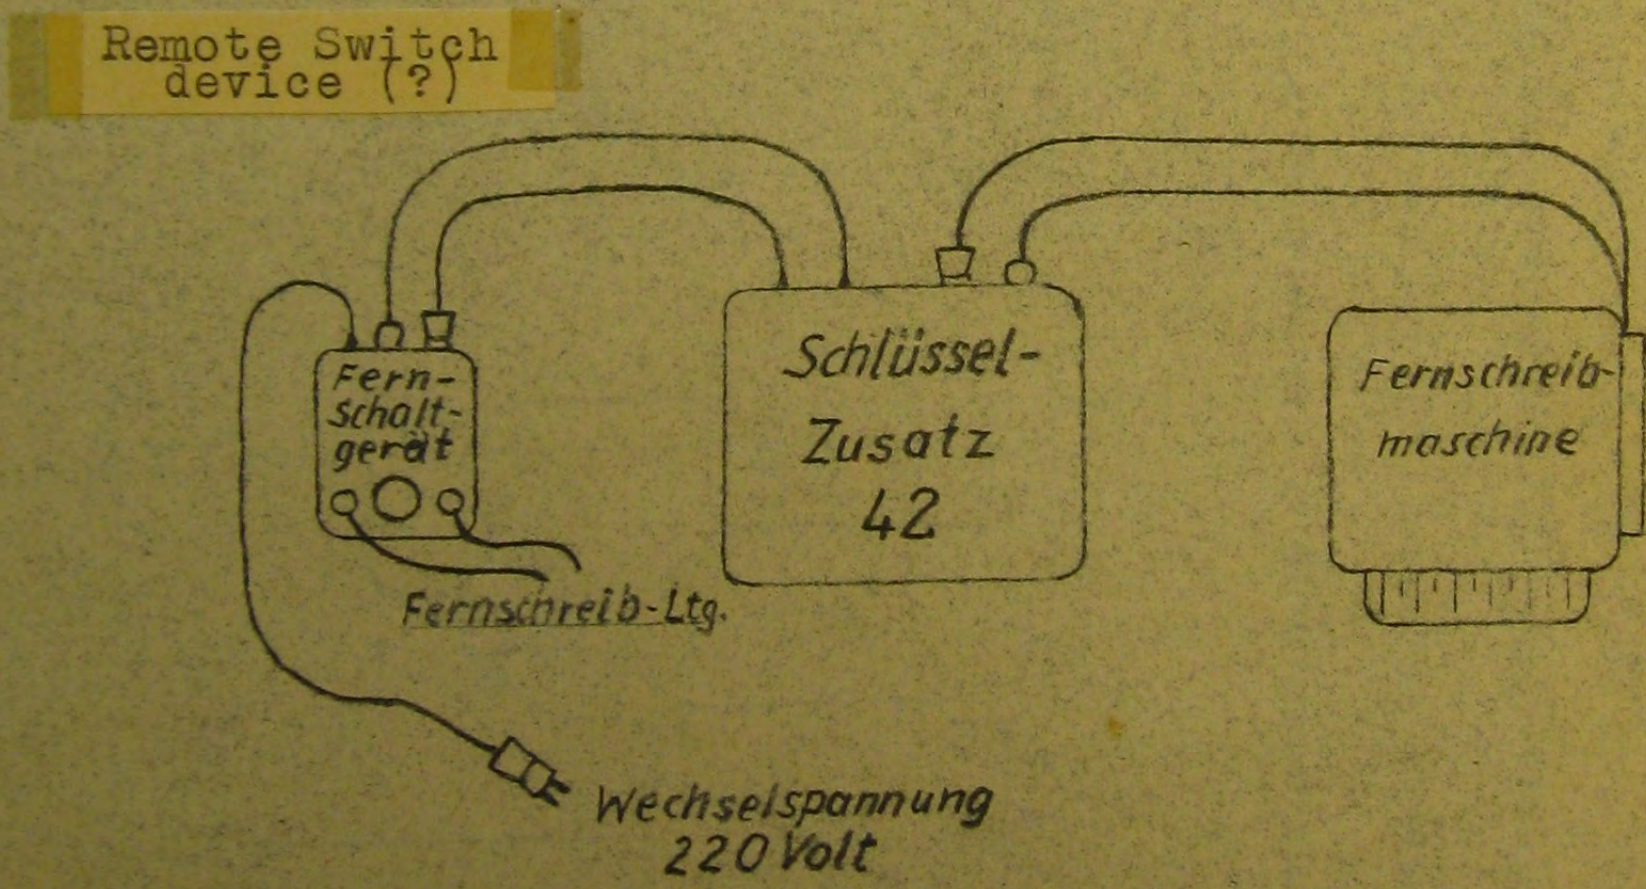 Remote Switch
device (?)
Fern-
schalt-
gerät
Schlüssel-
Zusatz
42
Fernschreib-
maschine
Fernschreib-Ltg.
Wechselspannung
220 Volt